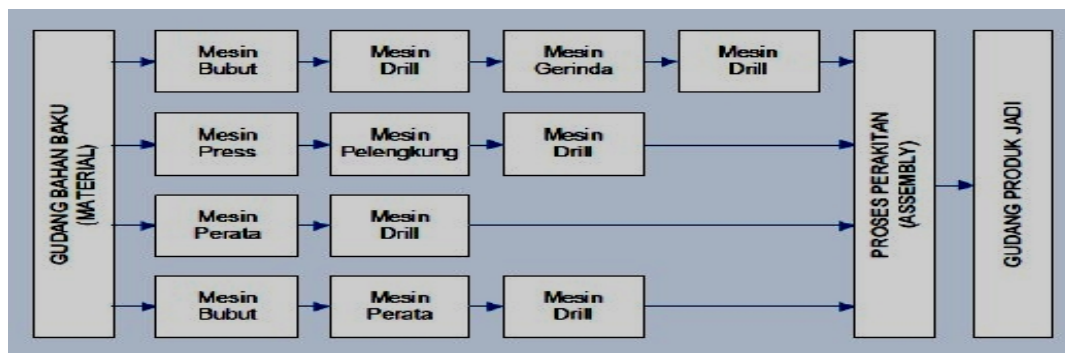 GUDANG BAHAN BAKU
(MATERIAL)
Mesin
Bubut
Mesin
Drill
Mesin
Gerinda
Mesin
Drill
Mesin
Press
Mesin
Pelengkung
Mesin
Drill
Mesin
Perata
Mesin
Drill
Mesin
Bubut
Mesin
Perata
Mesin
Drill
PROSES PERAKITAN
(ASSEMBLY)
GUDANG PRODUK JADI